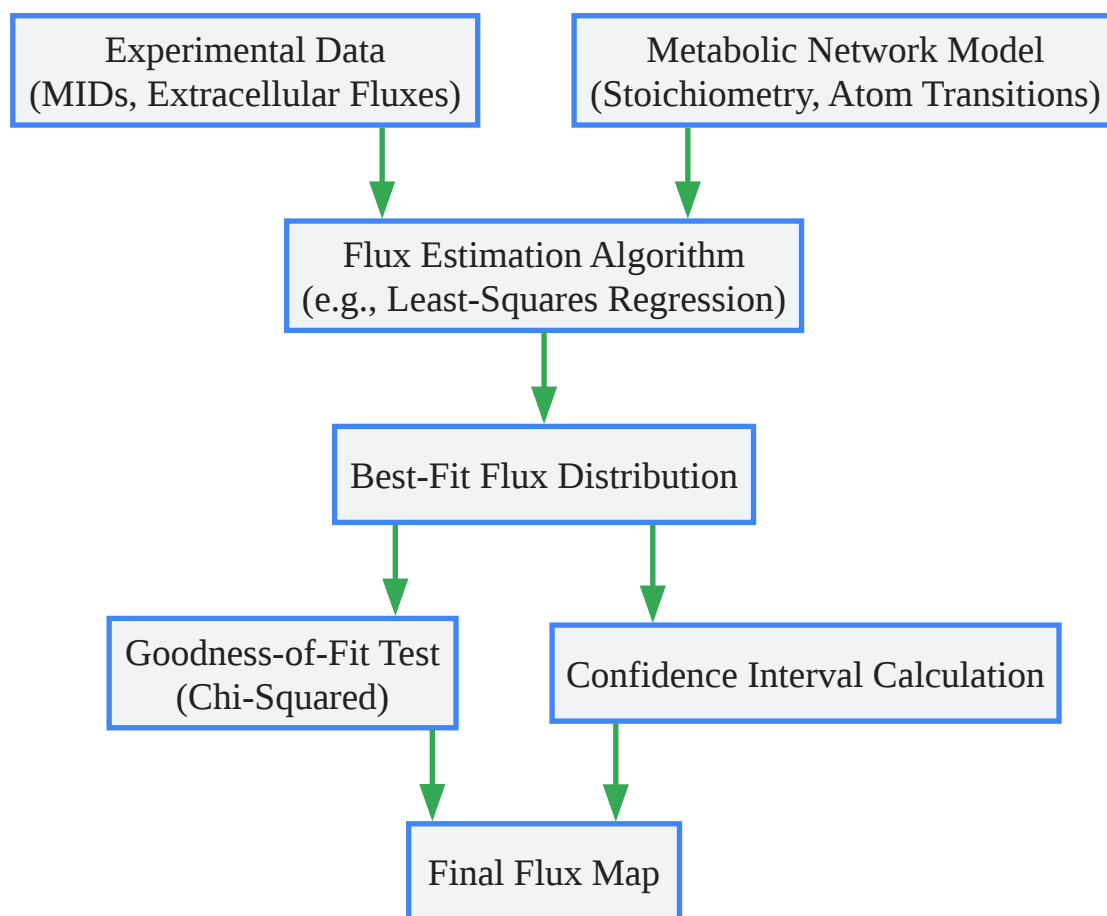 Experimental Data
(MIDs, Extracellular Fluxes)
Metabolic Network Model
(Stoichiometry, Atom Transitions)
Flux Estimation Algorithm
(e.g., Least-Squares Regression)
Best-Fit Flux Distribution
Goodness-of-Fit Test
(Chi-Squared)
Confidence Interval Calculation
Final Flux Map